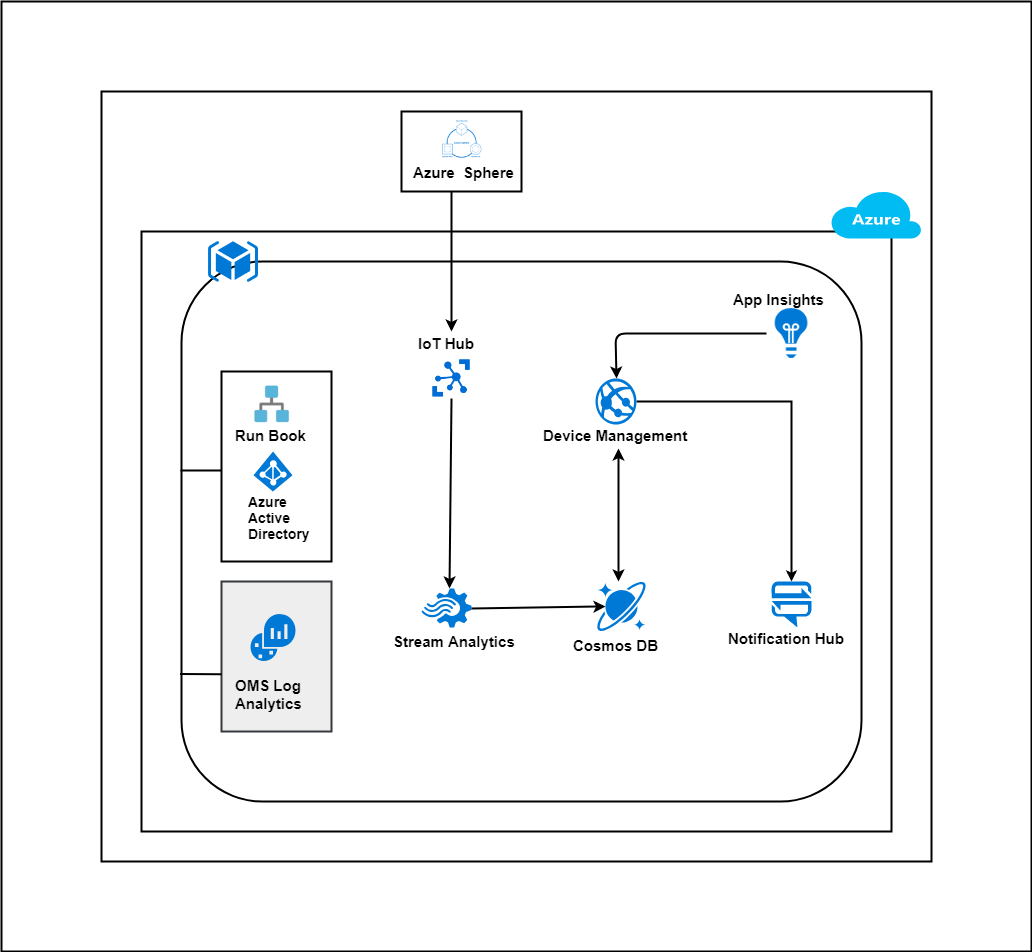 Azure Sphere
Azure
App Insights
IoT Hub
Run Book
Device Management
Azure
Active
Directory
Stream Analytics
Cosmos DB
Notification Hub
OMS Log
Analytics